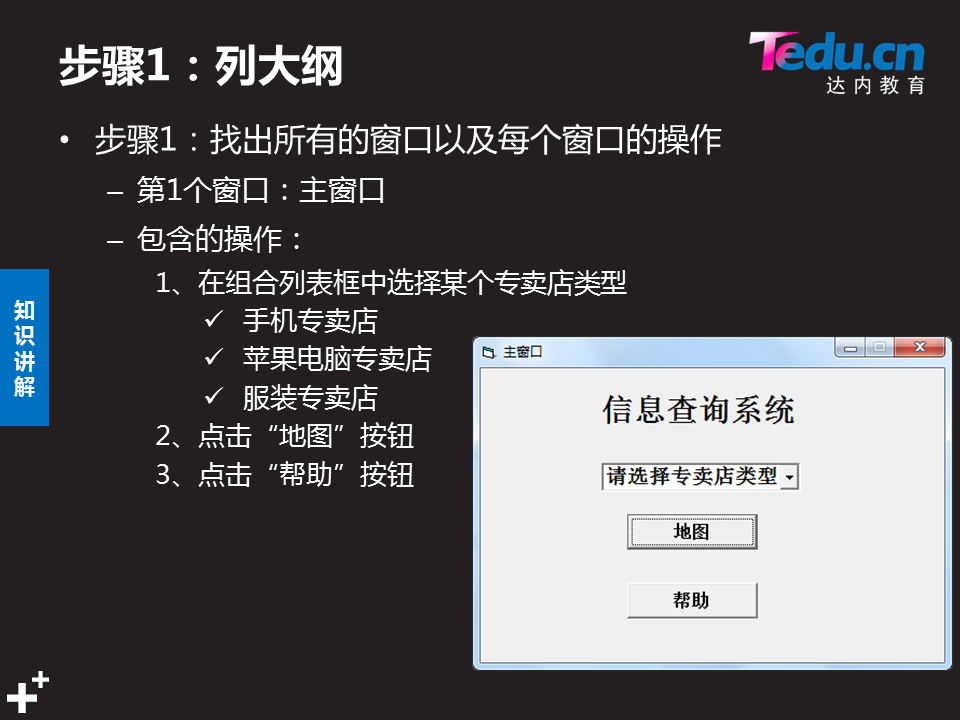 步骤1：列大纲
Tedu.cn
达内教育
• 步骤1：找出所有的窗口以及每个窗口的操作
– 第1个窗口：主窗口
– 包含的操作：
1、在组合列表框中选择某个专卖店类型
✓ 手机专卖店
✓ 苹果电脑专卖店
✓ 服装专卖店
2、点击“地图”按钮
3、点击“帮助”按钮
知识讲解
主窗口
信息查询系统
请选择专卖店类型
地图
帮助